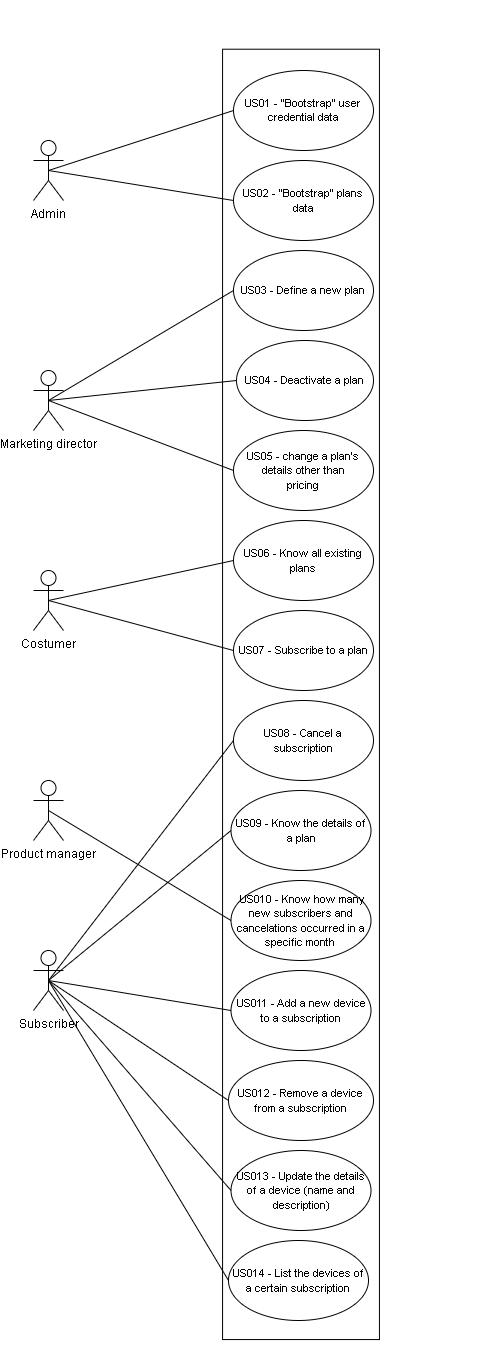 US01 - "Bootstrap" user
credential data
Admin
US02 - "Bootstrap" plans
data
US03 - Define a new plan
US04 - Deactivate a plan
Marketing director
US05 - change a plan's
details other than
pricing
US06 - Know all existing
plans
Costumer
US07 - Subscribe to a plan
US08 - Cancel a
subscription
US09 - Know the details of
a plan
Product manager
US010 - Know how many
new subscribers and
cancelations occurred in a
specific month
US011 - Add a new device
to a subscription
Subscriber
US012 - Remove a device
from a subscription
US013 - Update the details
of a device (name and
description)
US014 - List the devices of
a certain subscription